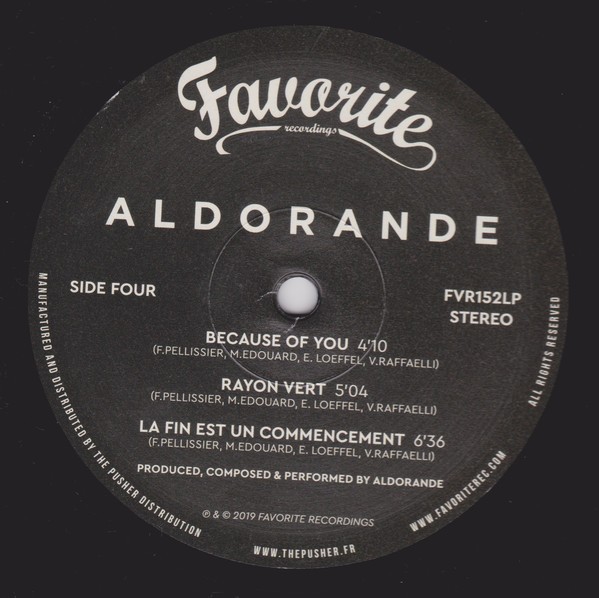 Favorite
recordings
ALDORANDE
SIDE FOUR
FVR152LP
STEREO
BECAUSE OF YOU 4'10
(F.PELLISSIER, M.EDOUARD, E. LOEFFEL, V.RAFFAELLI)
RAYON VERT 5'04
(F.PELLISSIER, M.EDOUARD, E. LOEFFEL, V.RAFFAELLI)
LA FIN EST UN COMMENCEMENT 6'36
(F.PELLISSIER, M.EDOUARD, E. LOEFFEL, V.RAFFAELLI)
PRODUCED, COMPOSED & PERFORMED BY ALDORANDE
℗ & © 2019 FAVORITE RECORDINGS
MANUFACTURED AND DISTRIBUTED BY THE PUSHER DISTRIBUTION
WWW.THEPUSHER.FR
WWW.FAVORITEREC.COM
ALL RIGHTS RESERVED